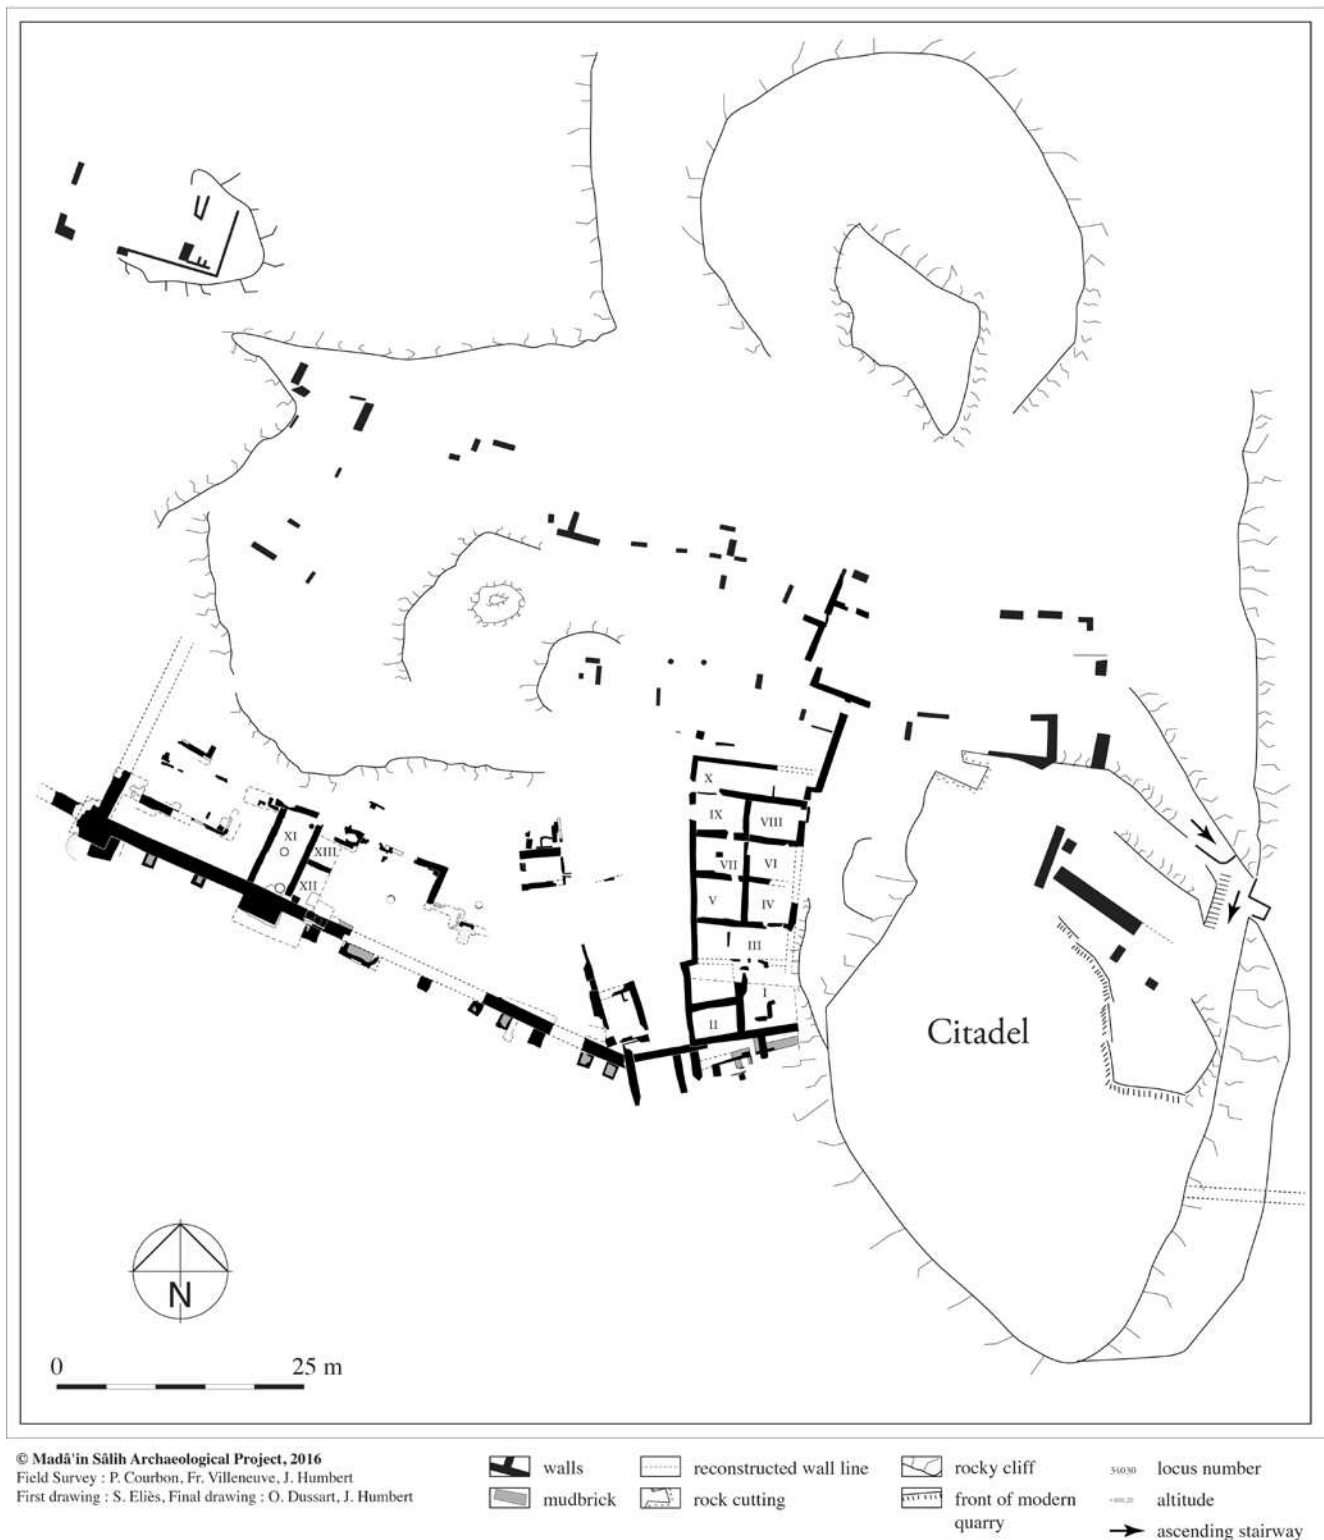 X
IX
VIII
XI
XIII
VII
VI
XII
V
IV
III
I
II
Citadel
N
0 25 m
© Madâ'in Sâlih Archaeological Project, 2016
Field Survey : P. Courbon, Fr. Villeneuve, J. Humbert
First drawing : S. Eliès, Final drawing : O. Dussart, J. Humbert
walls
mudbrick
reconstructed wall line
rock cutting
rocky cliff
front of modern
quarry
34030 locus number
altitude
ascending stairway